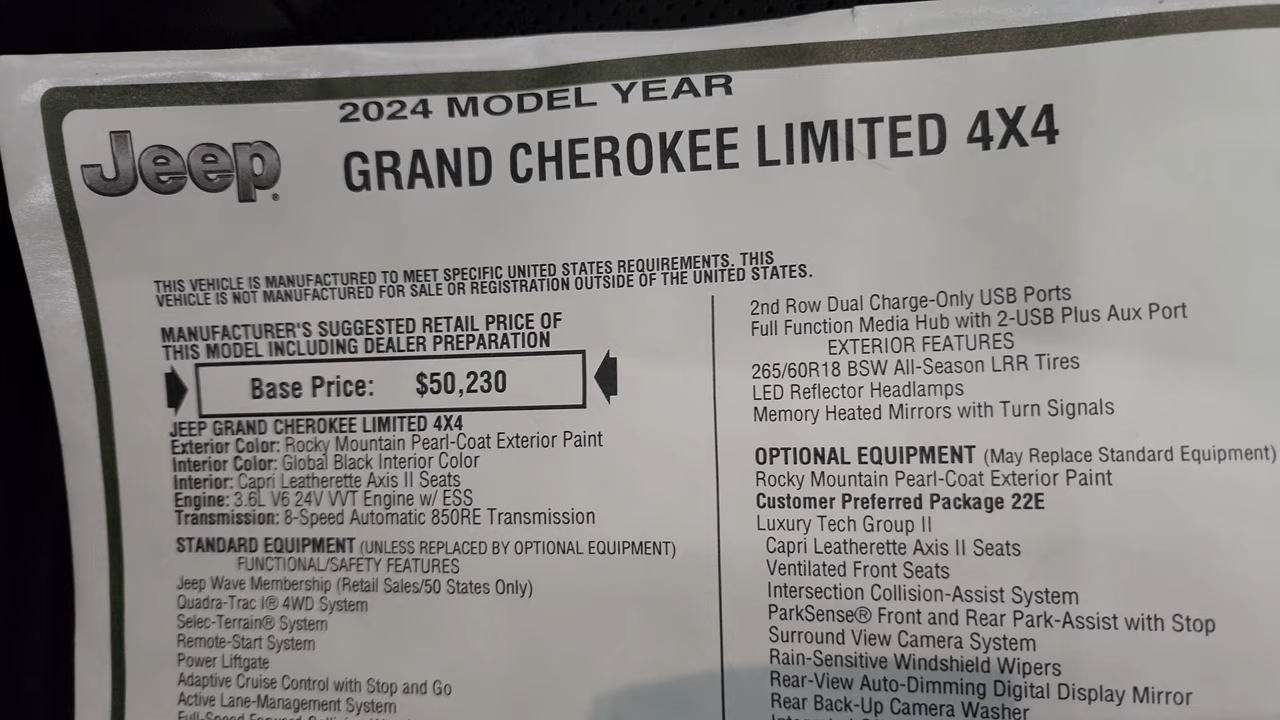 2024 MODEL YEAR
Jeep®
GRAND CHEROKEE LIMITED 4X4
THIS VEHICLE IS MANUFACTURED TO MEET SPECIFIC UNITED STATES REQUIREMENTS. THIS
VEHICLE IS NOT MANUFACTURED FOR SALE OR REGISTRATION OUTSIDE OF THE UNITED STATES.
MANUFACTURER'S SUGGESTED RETAIL PRICE OF
THIS MODEL INCLUDING DEALER PREPARATION
Base Price: $50,230
JEEP GRAND CHEROKEE LIMITED 4X4
Exterior Color: Rocky Mountain Pearl-Coat Exterior Paint
Interior Color: Global Black Interior Color
Interior: Capri Leatherette Axis II Seats
Engine: 3.6L V6 24V VVT Engine w/ ESS
Transmission: 8-Speed Automatic 850RE Transmission
STANDARD EQUIPMENT (UNLESS REPLACED BY OPTIONAL EQUIPMENT)
FUNCTIONAL/SAFETY FEATURES
Jeep Wave Membership (Retail Sales/50 States Only)
Quadra-Trac I® 4WD System
Selec-Terrain® System
Remote-Start System
Power Liftgate
Adaptive Cruise Control with Stop and Go
Active Lane-Management System
2nd Row Dual Charge-Only USB Ports
Full Function Media Hub with 2-USB Plus Aux Port
EXTERIOR FEATURES
265/60R18 BSW All-Season LRR Tires
LED Reflector Headlamps
Memory Heated Mirrors with Turn Signals
OPTIONAL EQUIPMENT (May Replace Standard Equipment)
Rocky Mountain Pearl-Coat Exterior Paint
Customer Preferred Package 22E
Luxury Tech Group II
Capri Leatherette Axis II Seats
Ventilated Front Seats
Intersection Collision-Assist System
ParkSense® Front and Rear Park-Assist with Stop
Surround View Camera System
Rain-Sensitive Windshield Wipers
Rear-View Auto-Dimming Digital Display Mirror
Rear Back-Up Camera Washer